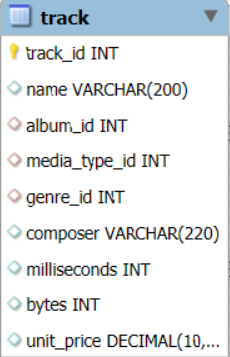 track
track_id INT
name VARCHAR(200)
album_id INT
media_type_id INT
genre_id INT
composer VARCHAR(220)
milliseconds INT
bytes INT
unit_price DECIMAL(10,...